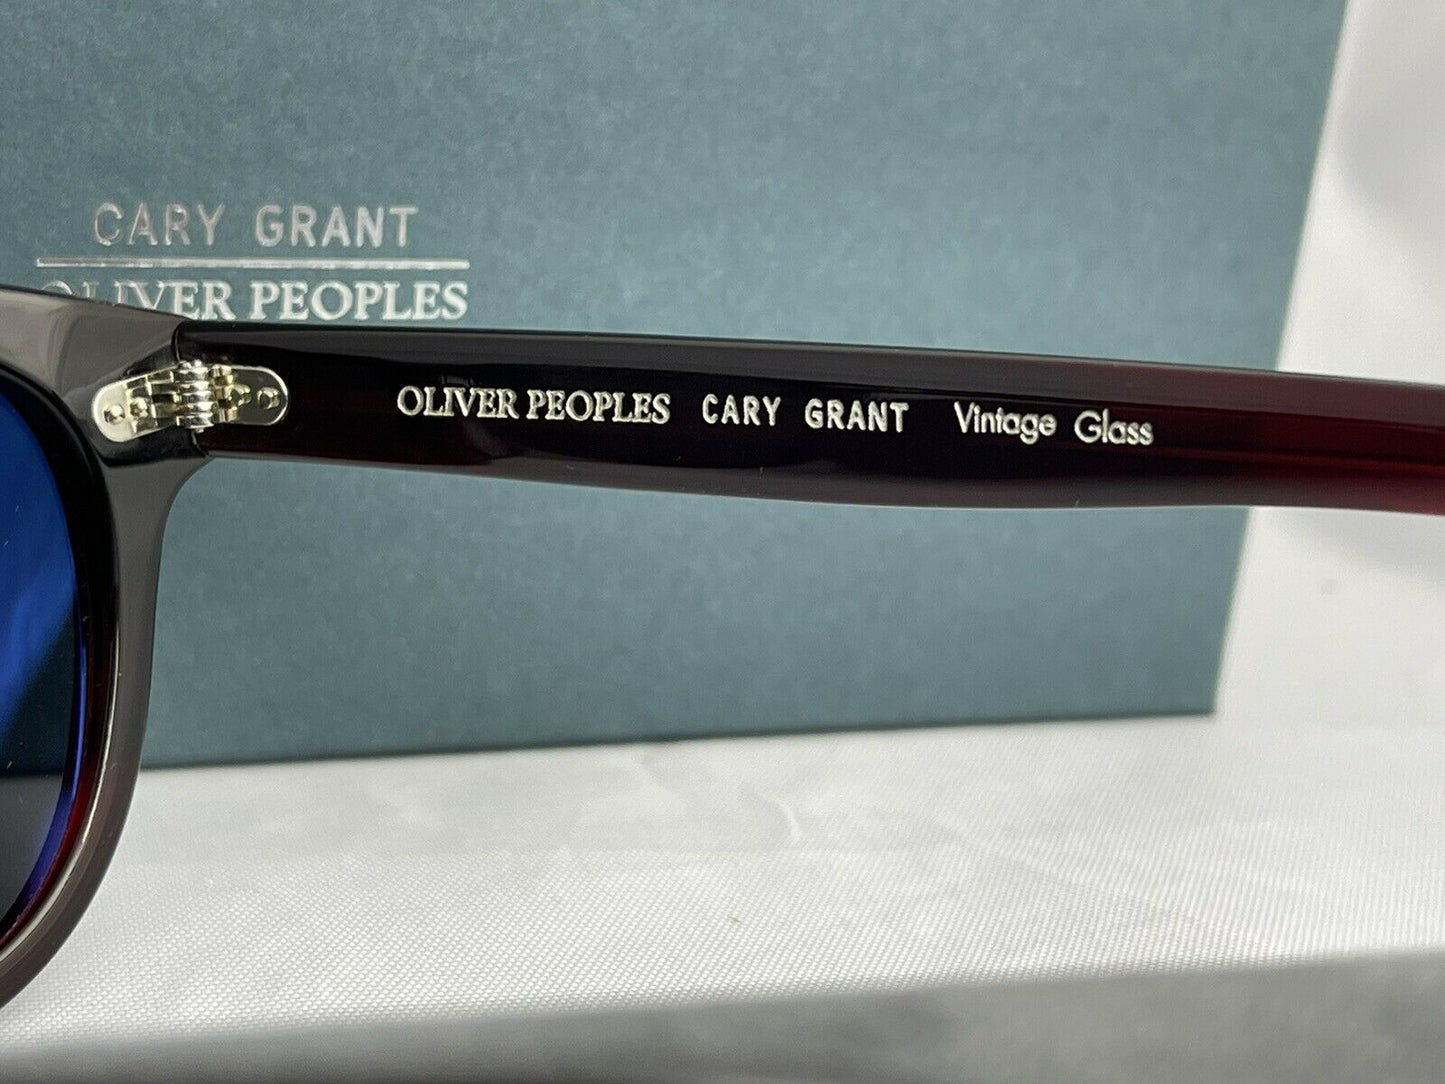 CARY GRANT
OLIVER PEOPLES
OLIVER PEOPLES CARY GRANT Vintage Glass